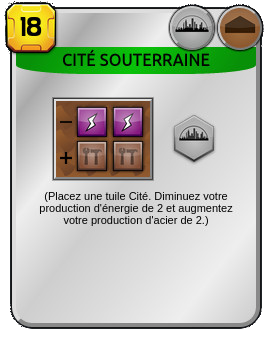 18
CITÉ SOUTERRAINE
−
+
(Placez une tuile Cité. Diminuez votre
production d'énergie de 2 et augmentez
votre production d'acier de 2.)